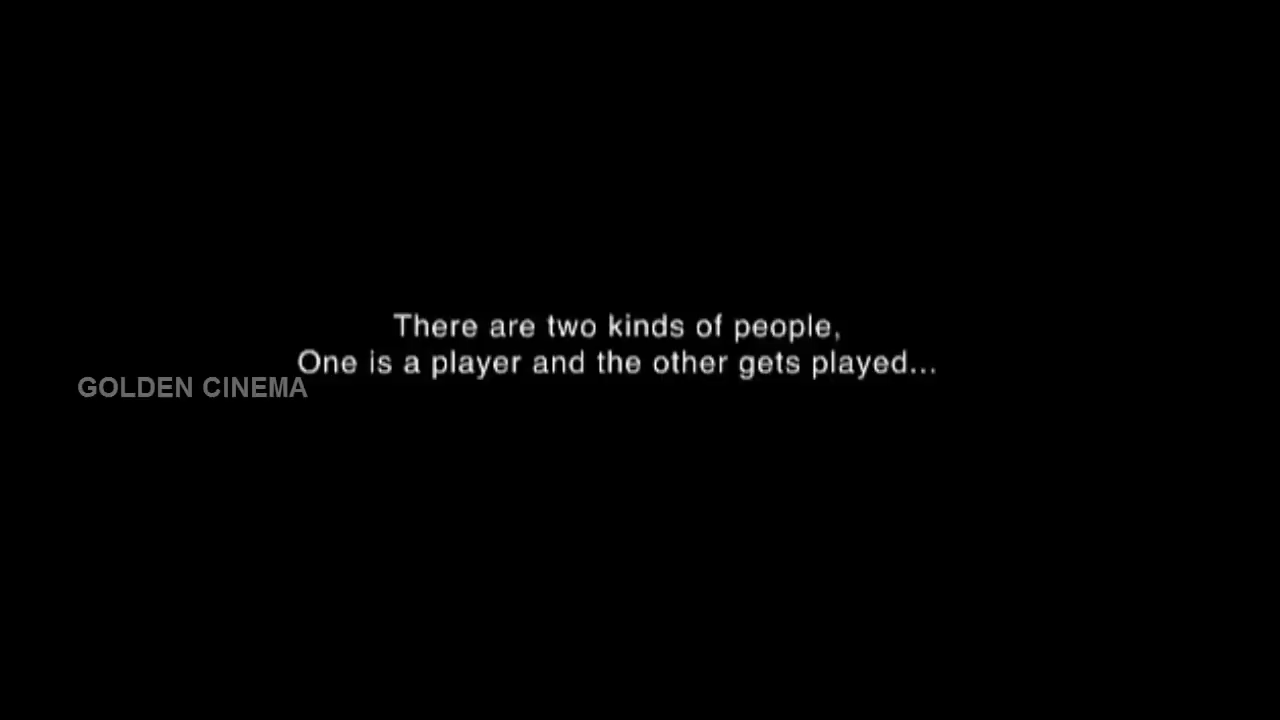 There are two kinds of people,
One is a player and the other gets played...
GOLDEN CINEMA